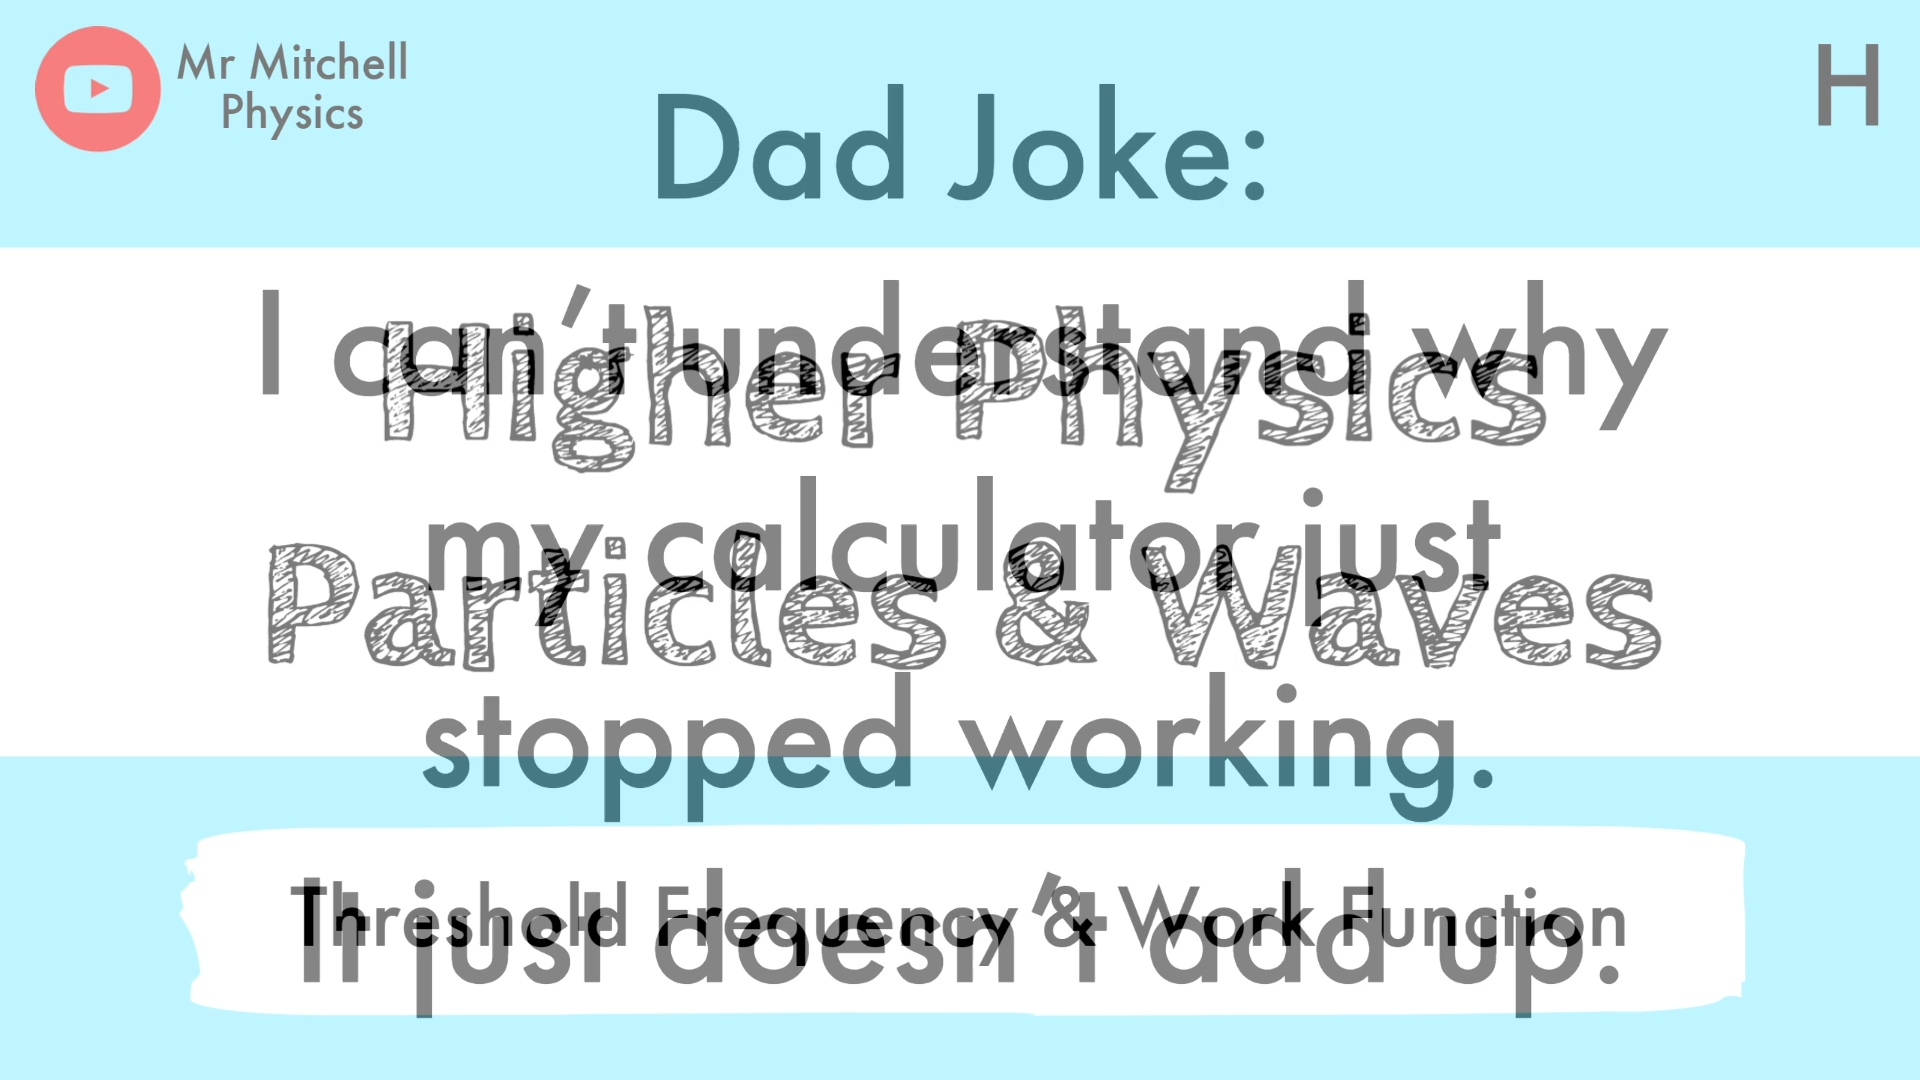 Mr Mitchell
Physics
H
Dad Joke:
I can't understand why
my calculator just
stopped working.
It just doesn't add up.
Higher Physics
Particles & Waves
Threshold Frequency & Work Function